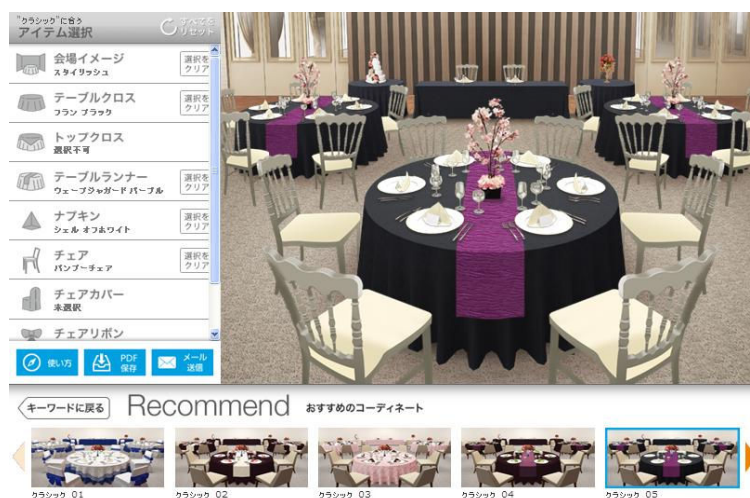 "クラシック"に合う
アイテム選択
すべてを
リセット
会場イメージ
スタイリッシュ
選択を
クリア
テーブルクロス
フラン ブラック
選択を
クリア
トップクロス
選択不可
テーブルランナー
ウェーブジャガード パープル
選択を
クリア
ナプキン
シェル オフホワイト
選択を
クリア
チェア
バンブーチェア
選択を
クリア
チェアカバー
未選択
チェアリボン
使い方
PDF
保存
メール
送信
キーワードに戻る
Recommend
おすすめのコーディネート
クラシック 01
クラシック 02
クラシック 03
クラシック 04
クラシック 05